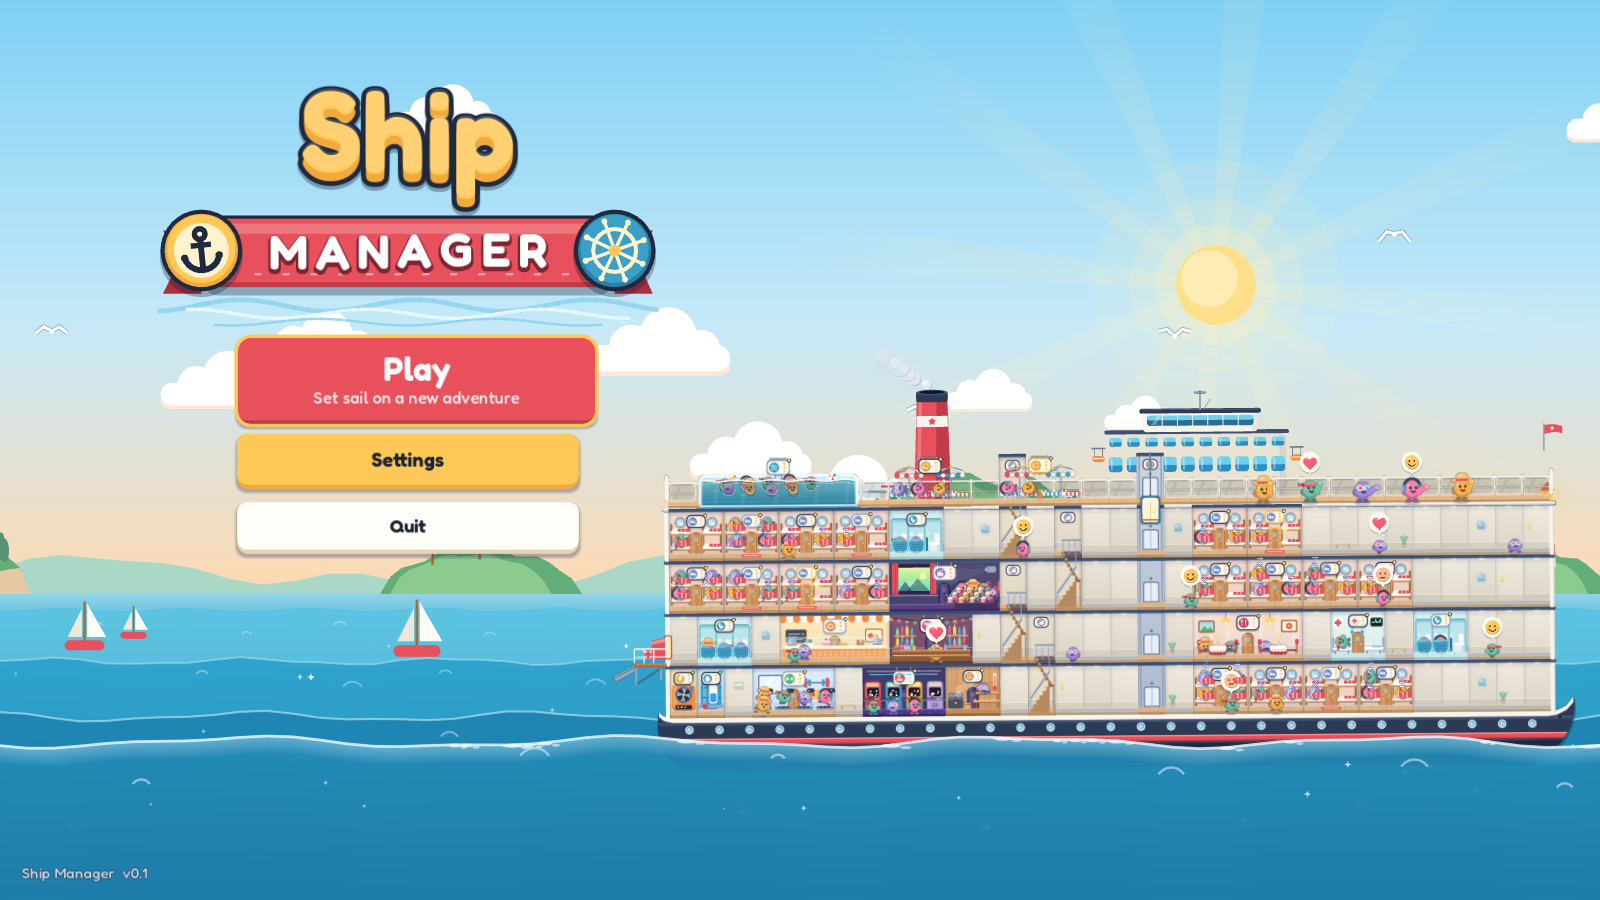 Ship
MANAGER
Play
Set sail on a new adventure
Settings
Quit
Ship Manager v0.1